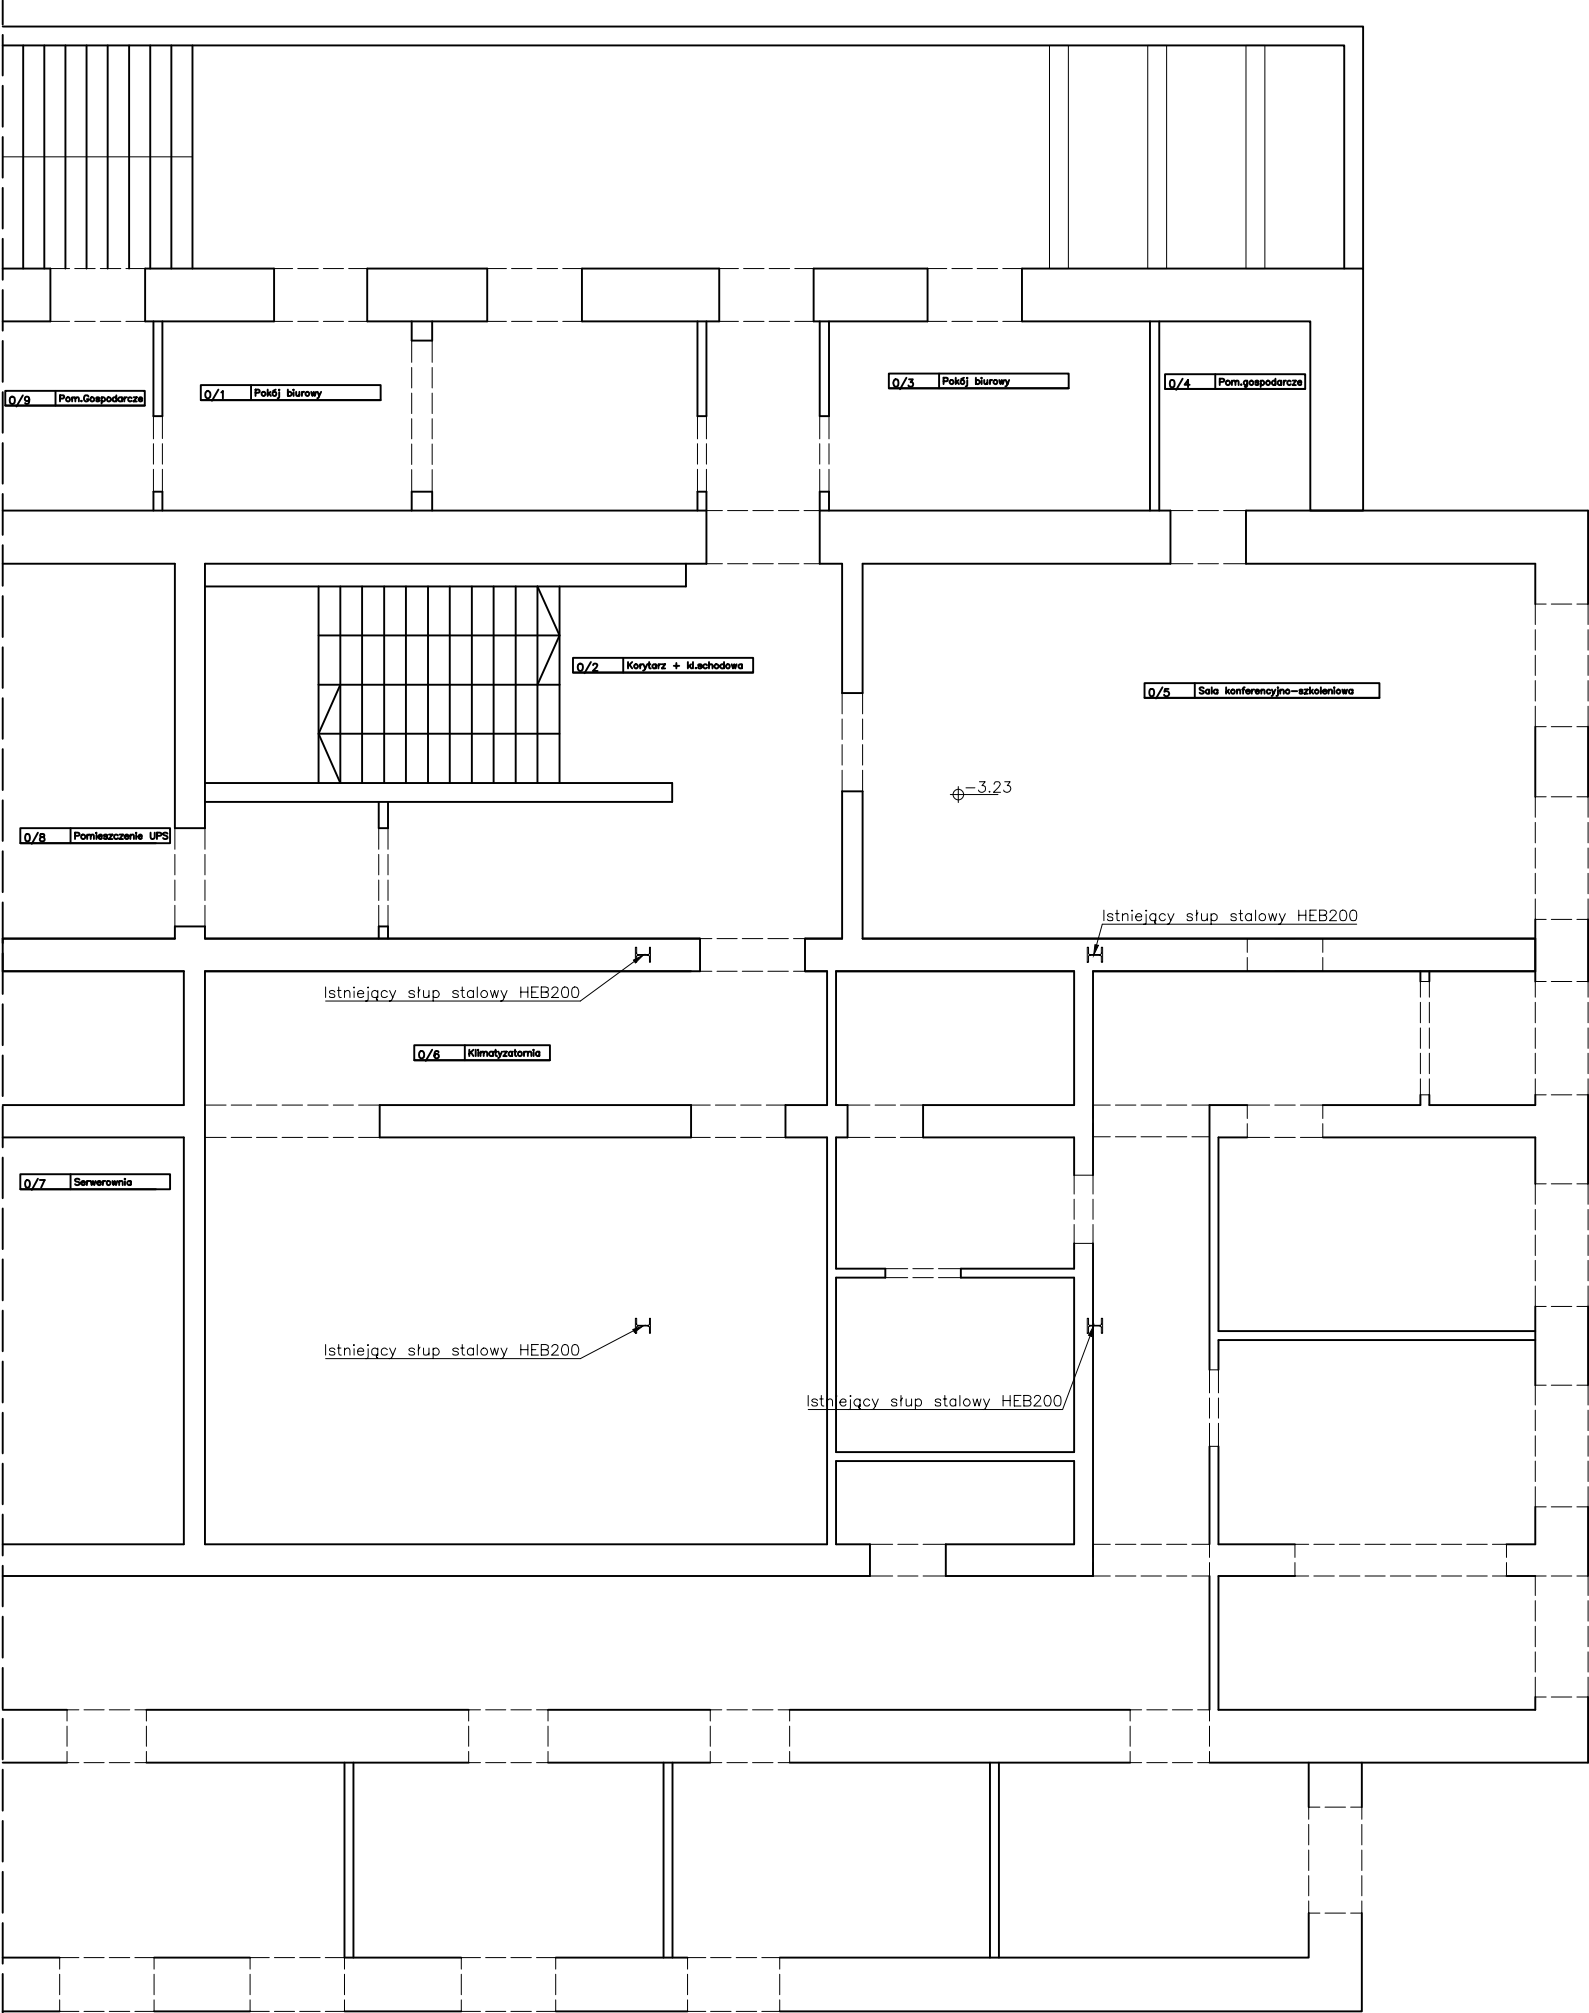 0/9 Pom.Gospodarcze
0/1 Pokój biurowy
0/3 Pokój biurowy
0/4 Pom.gospodarcze
0/2 Korytarz + kl.schodowa
0/5 Sala konferencyjno-szkoleniowa
-3.23
0/8 Pomieszczenie UPS
Istniejący słup stalowy HEB200
Istniejący słup stalowy HEB200
0/6 Klimatyzatornia
0/7 Serwerownia
Istniejący słup stalowy HEB200
Istniejący słup stalowy HEB200